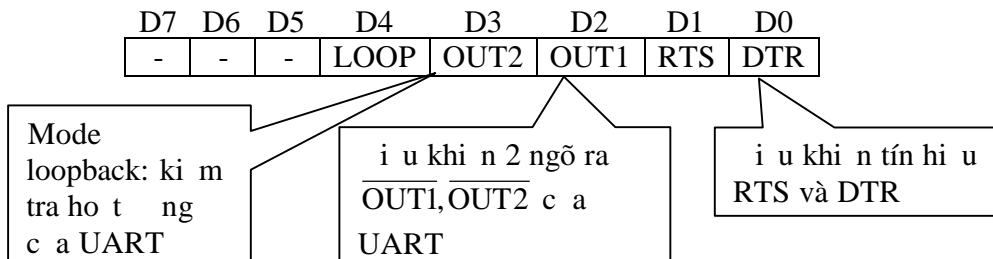 D7 D6 D5 D4 D3 D2 D1 D0
- - - LOOP OUT2 OUT1 RTS DTR
Mode
loopback: ki m
tra ho t ng
c a UART
i u khi n 2 ngõ ra
OUT1, OUT2 c a
UART
i u khi n tín hi u
RTS và DTR